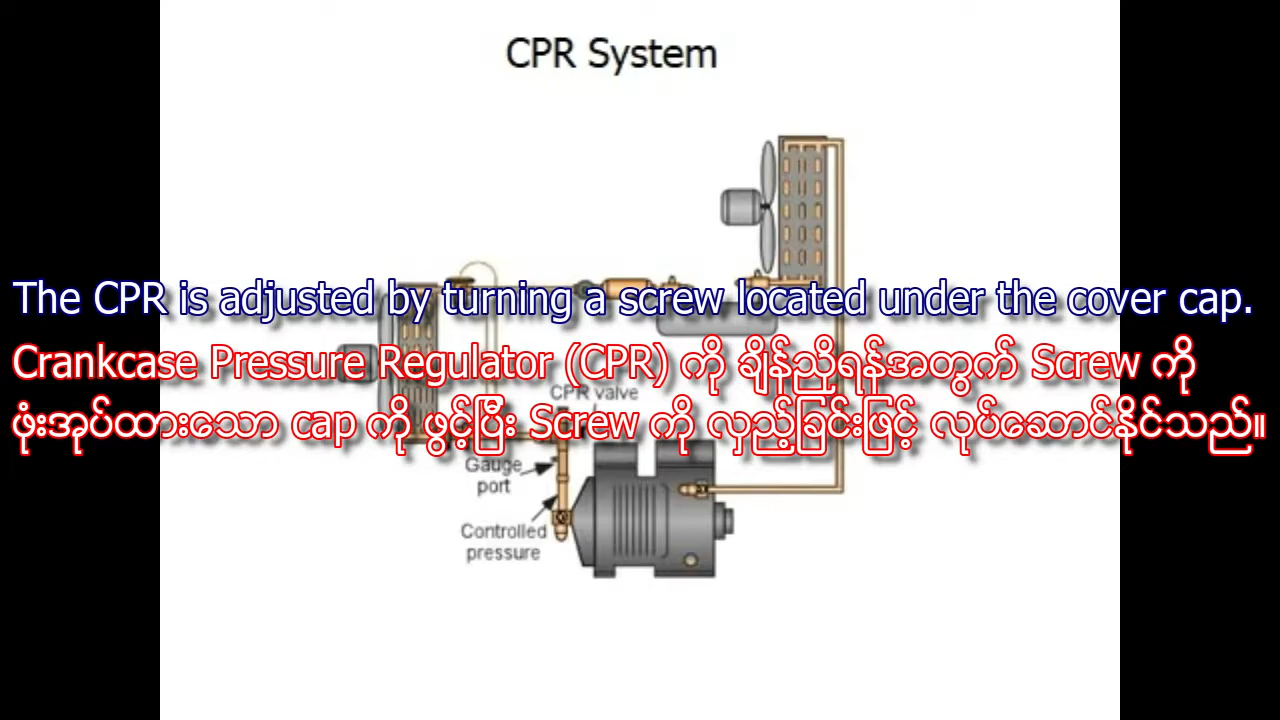 CPR System
The CPR is adjusted by turning a screw located under the cover cap.
Crankcase Pressure Regulator (CPR) ကို ချိန်ညှိရန်အတွက် Screw ကို
ဖုံးအုပ်ထားသော cap ကို ဖွင့်ပြီး Screw ကို လှည့်ခြင်းဖြင့် လုပ်ဆောင်နိုင်သည်။
CPR valve
Gauge
port
Controlled
pressure